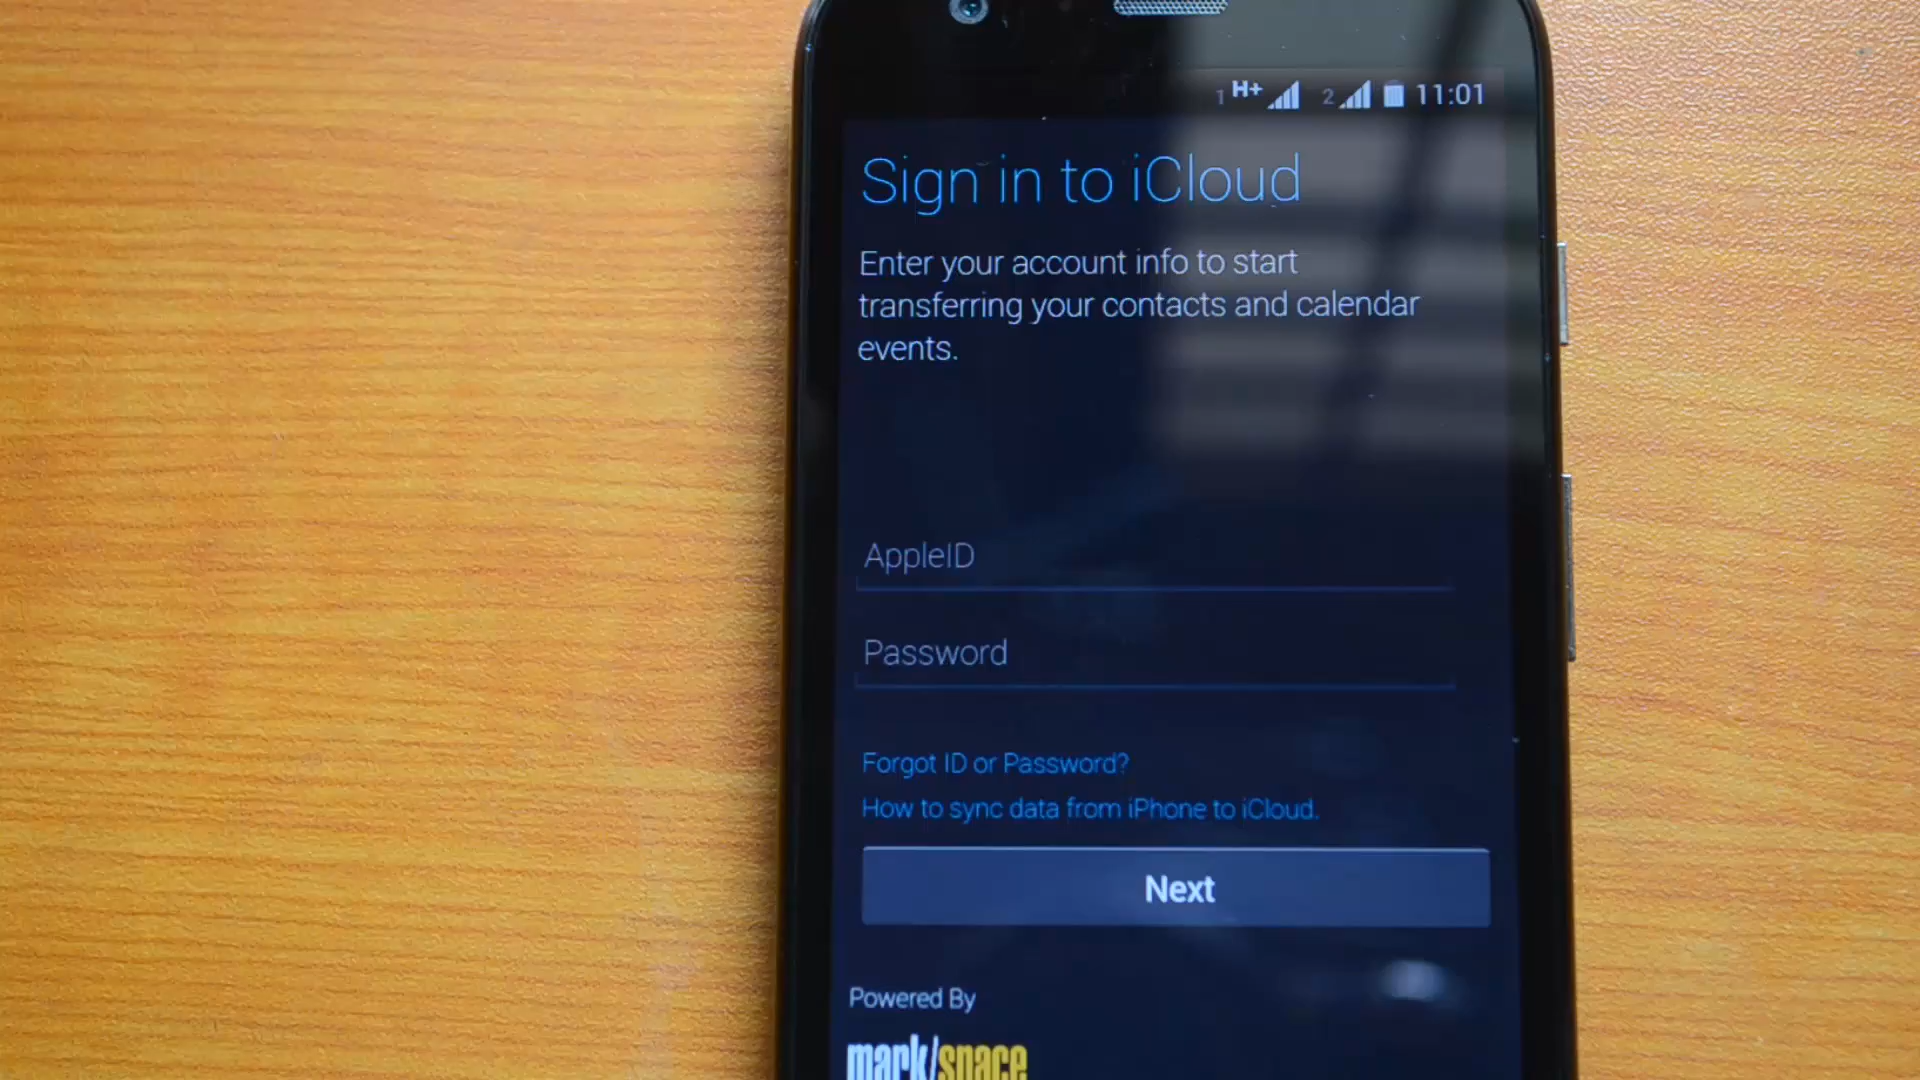 1 H+ 2 11:01
Sign in to iCloud
Enter your account info to start
transferring your contacts and calendar
events.
AppleID
Password
Forgot ID or Password?
How to sync data from iPhone to iCloud.
Next
Powered By
mark/space